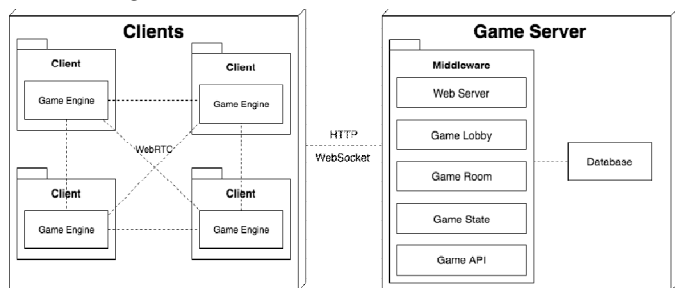 Clients
Game Server
Client
Game Engine
Client
Game Engine
WebRTC
Client
Game Engine
Client
Game Engine
HTTP
WebSocket
Middleware
Web Server
Game Lobby
Game Room
Game State
Game API
Database